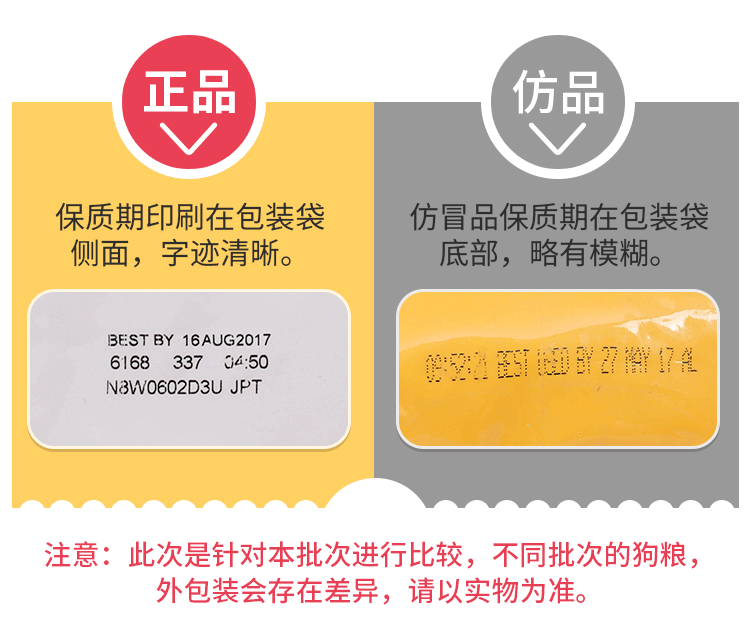 正品
仿品
保质期印刷在包装袋
侧面，字迹清晰。
仿冒品保质期在包装袋
底部，略有模糊。
BEST BY 16AUG2017
6168 337 04:50
N8W0602D3U JPT
BEST USED BY 27 MAY 17 AL
注意：此次是针对本批次进行比较，不同批次的狗粮，
外包装会存在差异，请以实物为准。